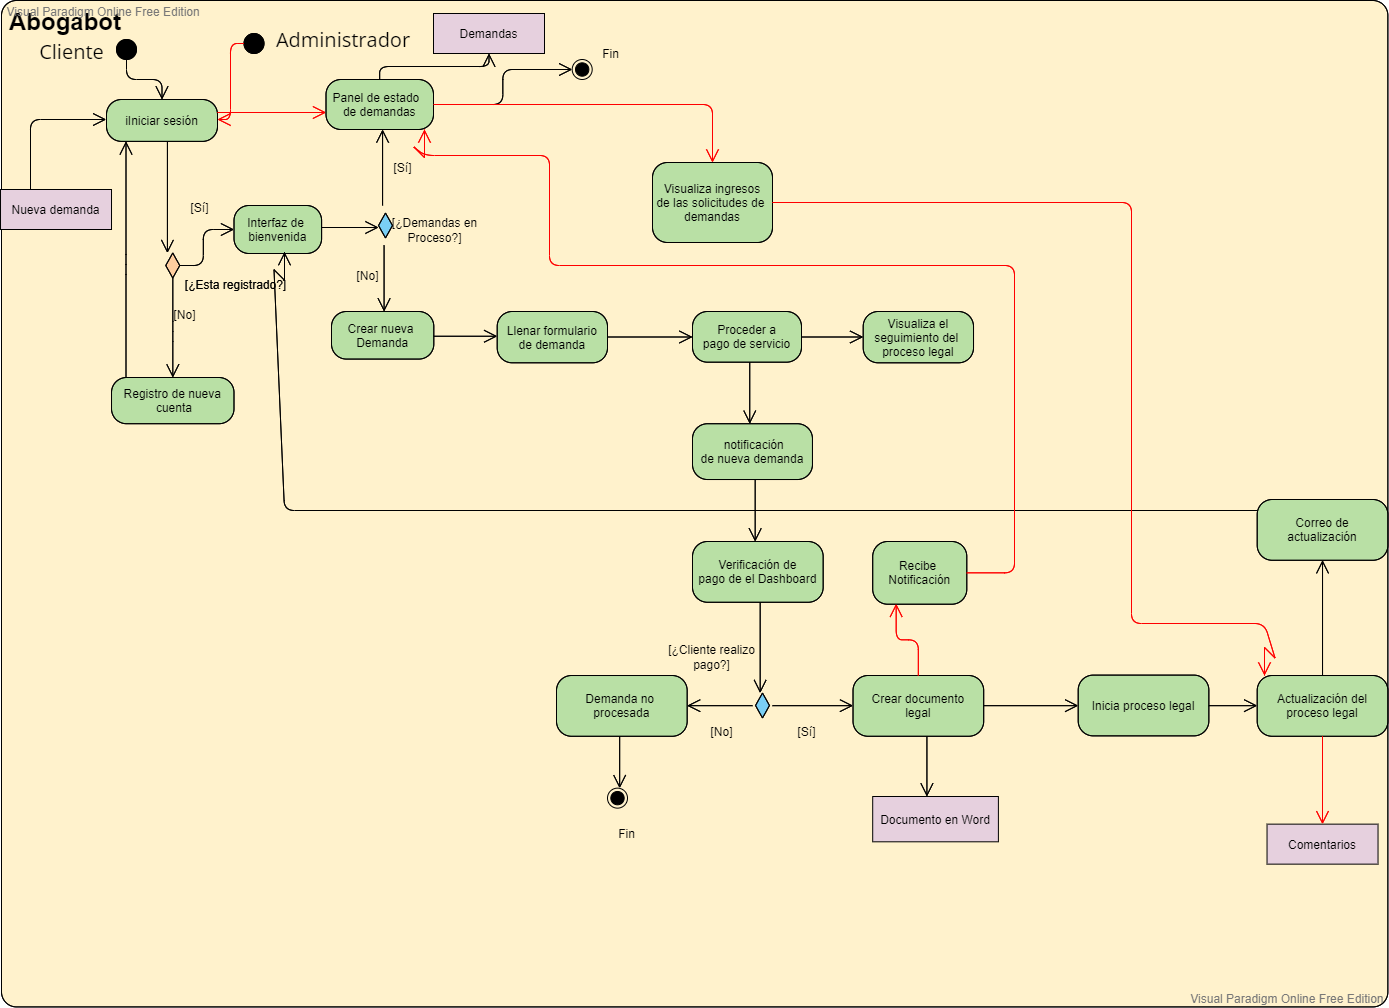 Visual Paradigm Online Free Edition
Abogabot
Cliente
Administrador
Demandas
Fin
iIniciar sesión
Panel de estado
de demandas
[Sí]
Visualiza ingresos
de las solicitudes de
demandas
Nueva demanda
[Sí]
Interfaz de
bienvenida
[¿Demandas en
Proceso?]
[¿Esta registrado?]
[No]
[No]
Crear nueva
Demanda
Llenar formulario
de demanda
Proceder a
pago de servicio
Visualiza el
seguimiento del
proceso legal
Registro de nueva
cuenta
notificación
de nueva demanda
Correo de
actualización
Verificación de
pago de el Dashboard
Recibe
Notificación
[¿Cliente realizo
pago?]
Demanda no
procesada
[No]
[Sí]
Crear documento
legal
Inicia proceso legal
Actualización del
proceso legal
Fin
Documento en Word
Comentarios
Visual Paradigm Online Free Edition